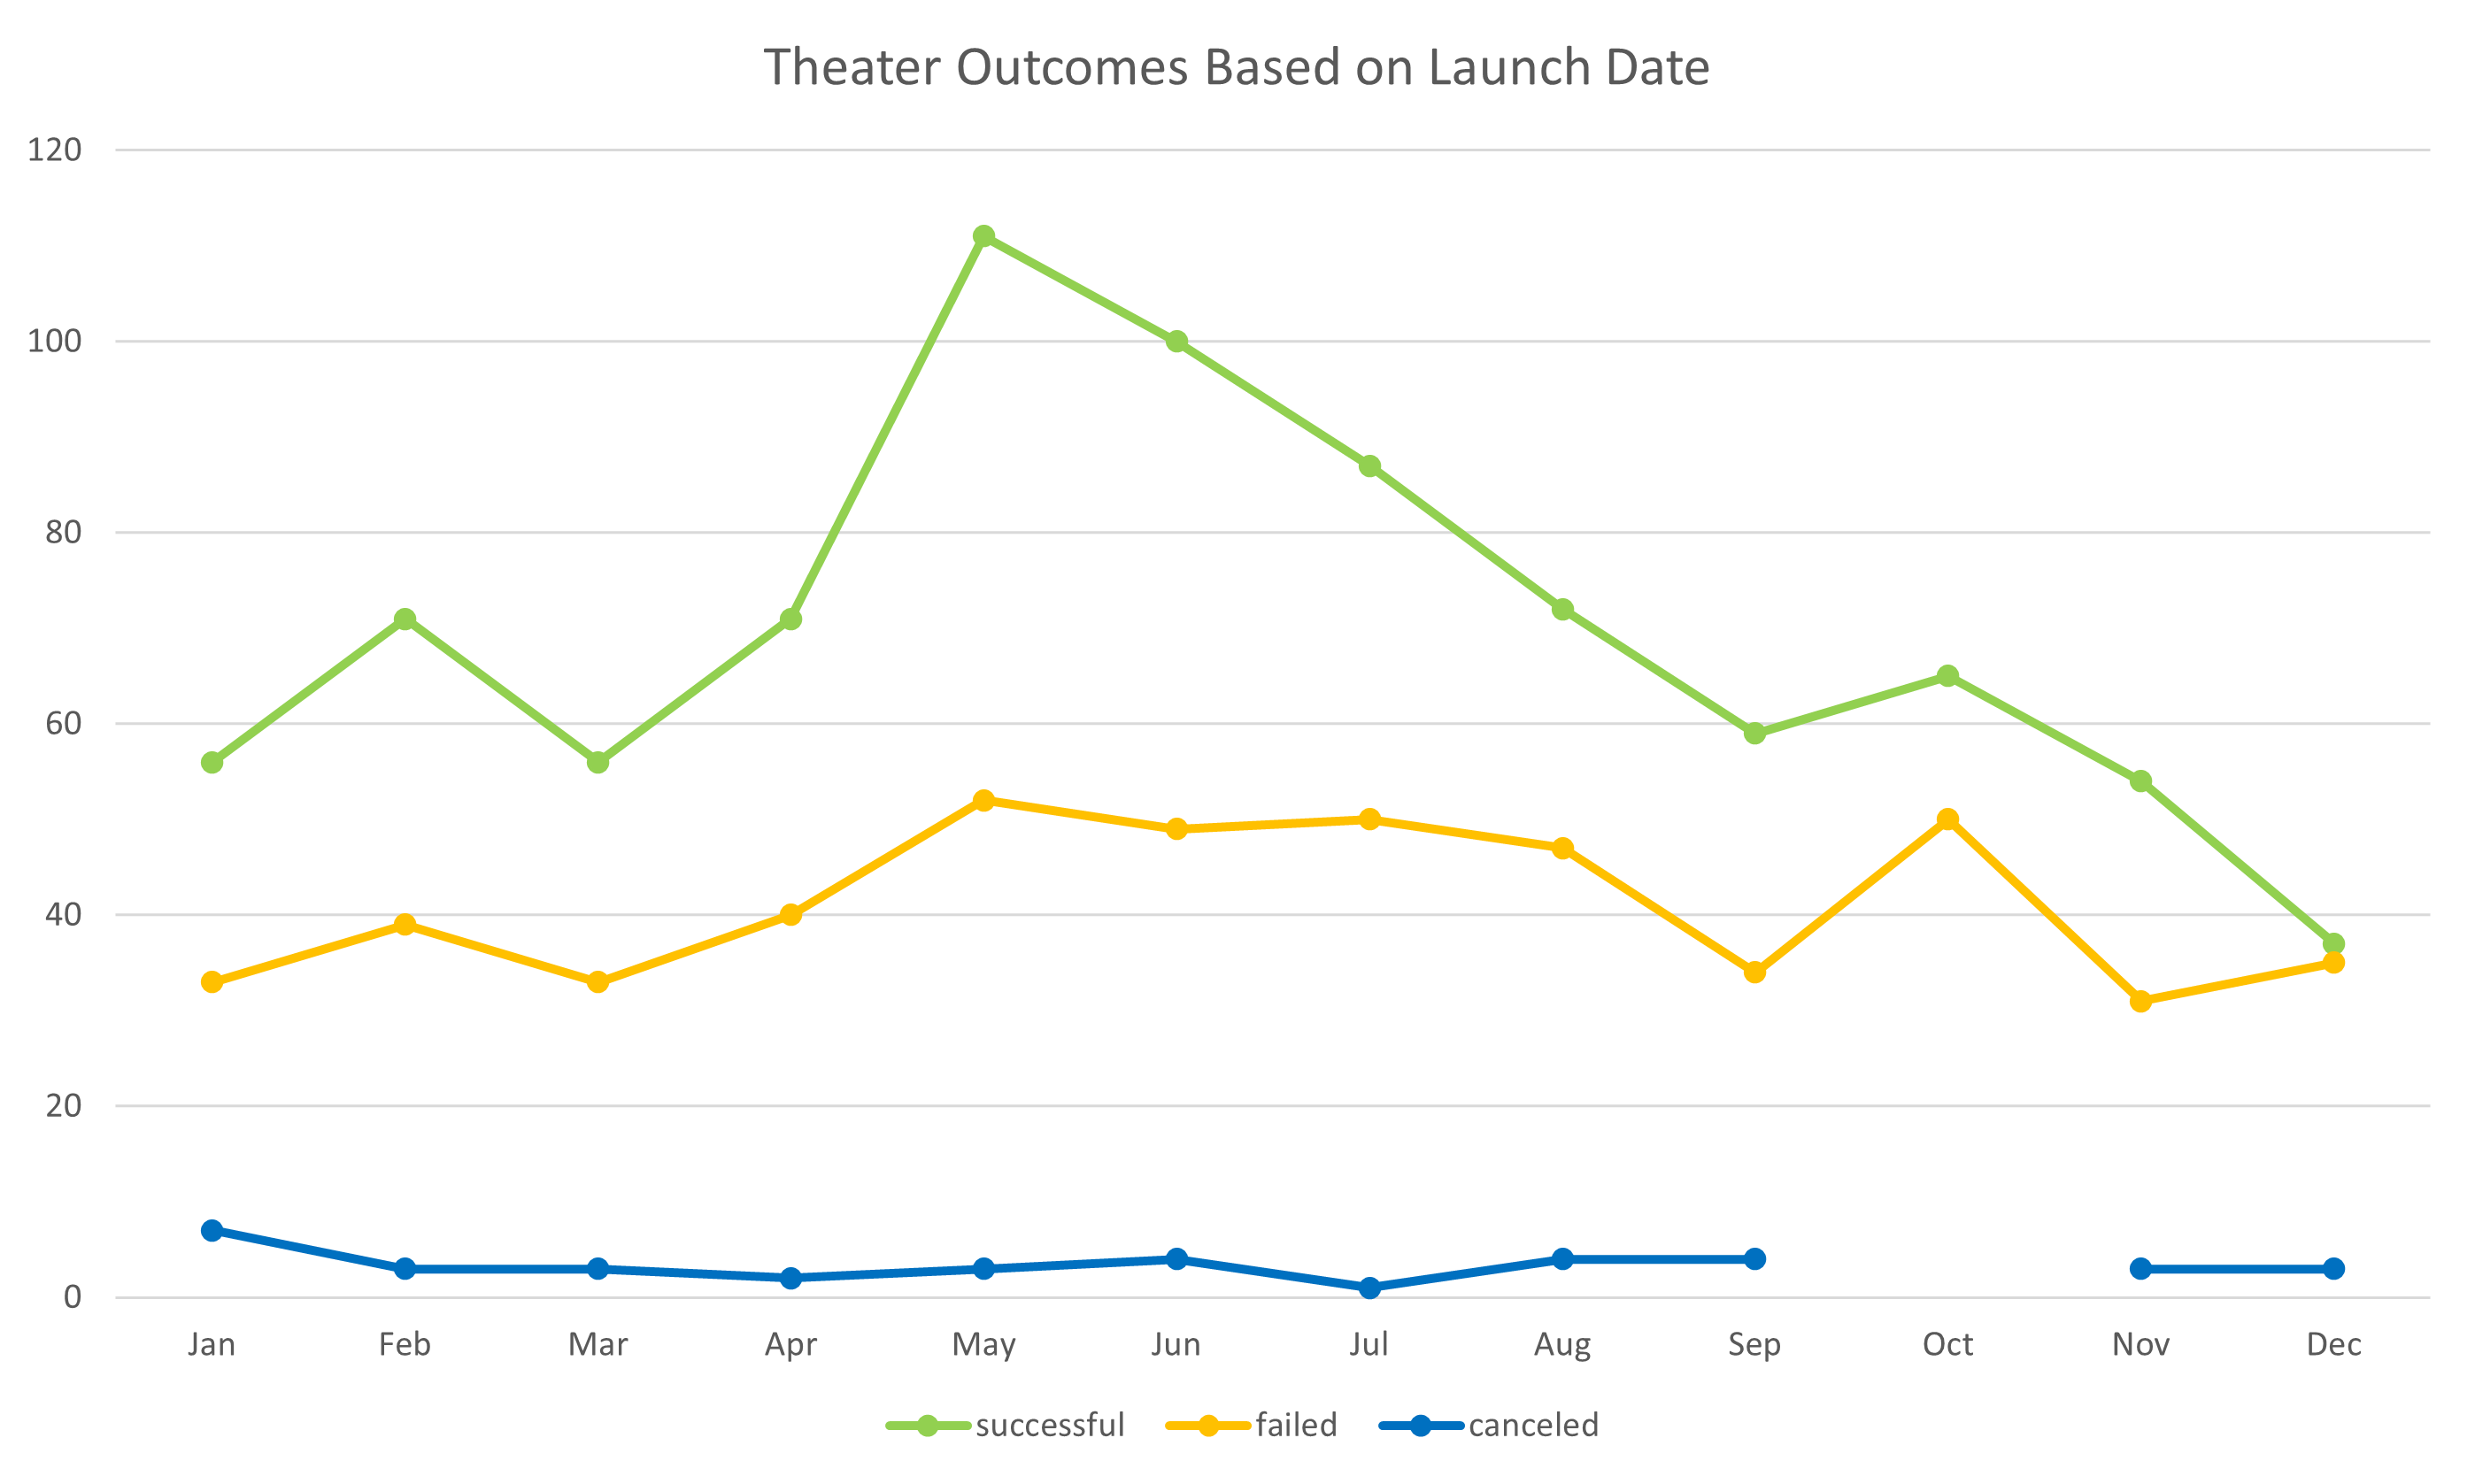 Theater Outcomes Based on Launch Date
120
100
80
60
40
20
0
Jan Feb Mar Apr May Jun Jul Aug Sep Oct Nov Dec
successful failed canceled